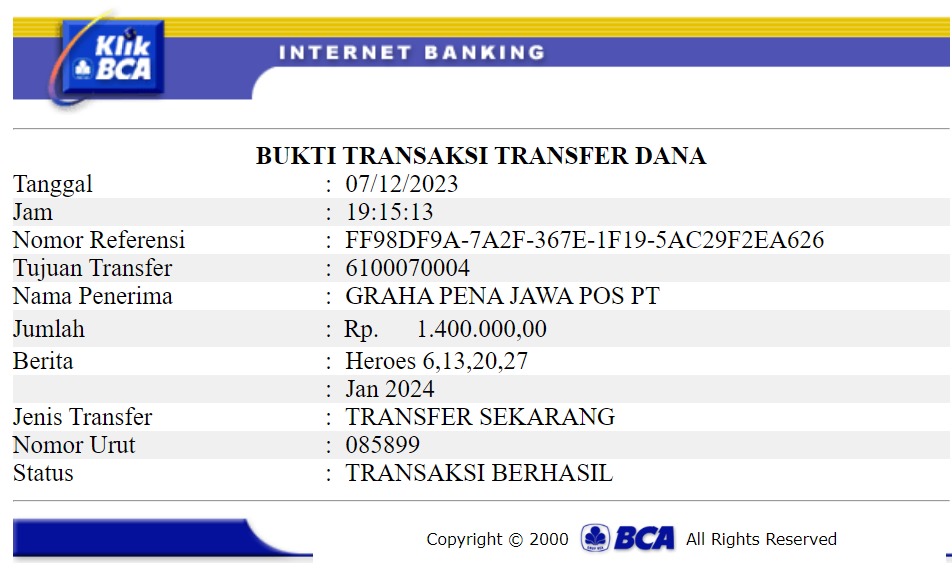 Klik
BCA
INTERNET BANKING
BUKTI TRANSAKSI TRANSFER DANA
Tanggal : 07/12/2023
Jam : 19:15:13
Nomor Referensi : FF98DF9A-7A2F-367E-1F19-5AC29F2EA626
Tujuan Transfer : 6100070004
Nama Penerima : GRAHA PENA JAWA POS PT
Jumlah : Rp. 1.400.000,00
Berita : Heroes 6,13,20,27
: Jan 2024
Jenis Transfer : TRANSFER SEKARANG
Nomor Urut : 085899
Status : TRANSAKSI BERHASIL
Copyright © 2000 BCA All Rights Reserved